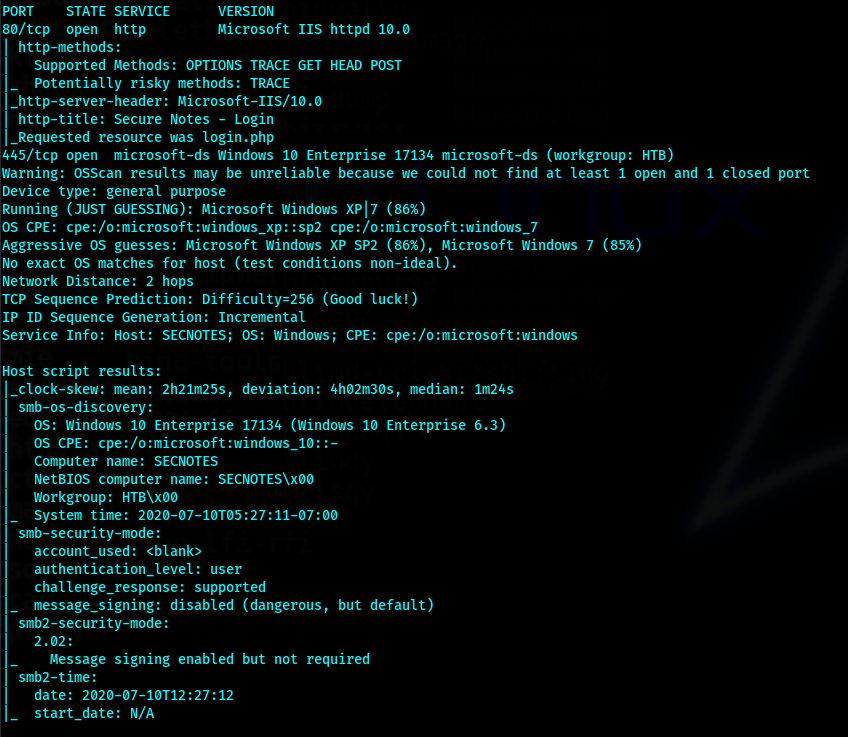 PORT    STATE SERVICE      VERSION
80/tcp  open  http         Microsoft IIS httpd 10.0
| http-methods:
|   Supported Methods: OPTIONS TRACE GET HEAD POST
|_  Potentially risky methods: TRACE
|_http-server-header: Microsoft-IIS/10.0
| http-title: Secure Notes - Login
|_Requested resource was login.php
445/tcp open  microsoft-ds Windows 10 Enterprise 17134 microsoft-ds (workgroup: HTB)
Warning: OSScan results may be unreliable because we could not find at least 1 open and 1 closed port
Device type: general purpose
Running (JUST GUESSING): Microsoft Windows XP|7 (86%)
OS CPE: cpe:/o:microsoft:windows_xp::sp2 cpe:/o:microsoft:windows_7
Aggressive OS guesses: Microsoft Windows XP SP2 (86%), Microsoft Windows 7 (85%)
No exact OS matches for host (test conditions non-ideal).
Network Distance: 2 hops
TCP Sequence Prediction: Difficulty=256 (Good luck!)
IP ID Sequence Generation: Incremental
Service Info: Host: SECNOTES; OS: Windows; CPE: cpe:/o:microsoft:windows

Host script results:
|_clock-skew: mean: 2h21m25s, deviation: 4h02m30s, median: 1m24s
| smb-os-discovery:
|   OS: Windows 10 Enterprise 17134 (Windows 10 Enterprise 6.3)
|   OS CPE: cpe:/o:microsoft:windows_10::-
|   Computer name: SECNOTES
|   NetBIOS computer name: SECNOTES\x00
|   Workgroup: HTB\x00
|_  System time: 2020-07-10T05:27:11-07:00
| smb-security-mode:
|   account_used: <blank>
|   authentication_level: user
|   challenge_response: supported
|_  message_signing: disabled (dangerous, but default)
| smb2-security-mode:
|   2.02:
|_    Message signing enabled but not required
| smb2-time:
|   date: 2020-07-10T12:27:12
|_  start_date: N/A